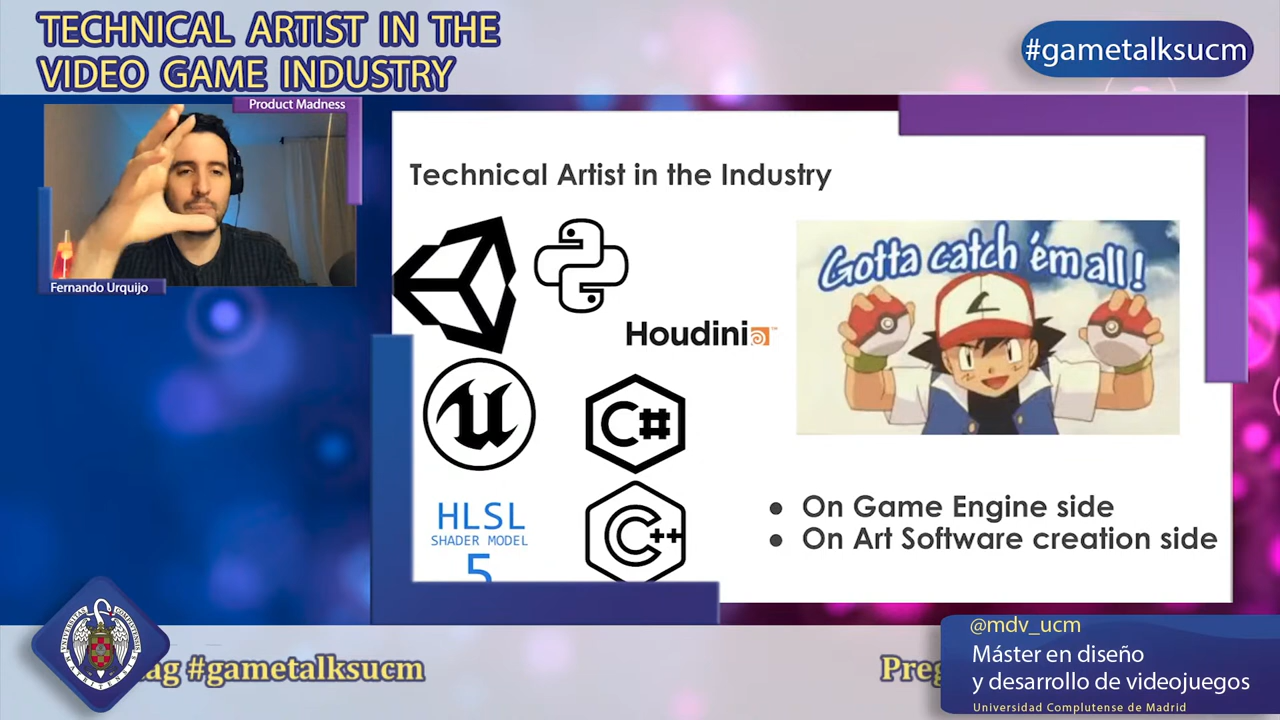 TECHNICAL ARTIST IN THE
VIDEO GAME INDUSTRY
#gametalksucm
Product Madness
Fernando Urquijo
Technical Artist in the Industry
Houdini
Gotta catch 'em all!
C#
HLSL
SHADER MODEL
5
C++
● On Game Engine side
● On Art Software creation side
#gametalksucm
@mdv_ucm
Máster en diseño
y desarrollo de videojuegos
Universidad Complutense de Madrid